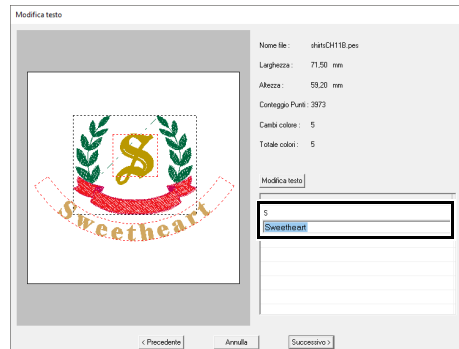 Modifica testo
Nome file : shirtsCH118.pes
Larghezza : 71,50 mm
Altezza : 59,20 mm
Conteggio Punti : 3973
Cambi colore : 5
Totale colori : 5
Modifica testo
S
Sweetheart
S
Sweetheart
< Precedente Annulla Successivo >